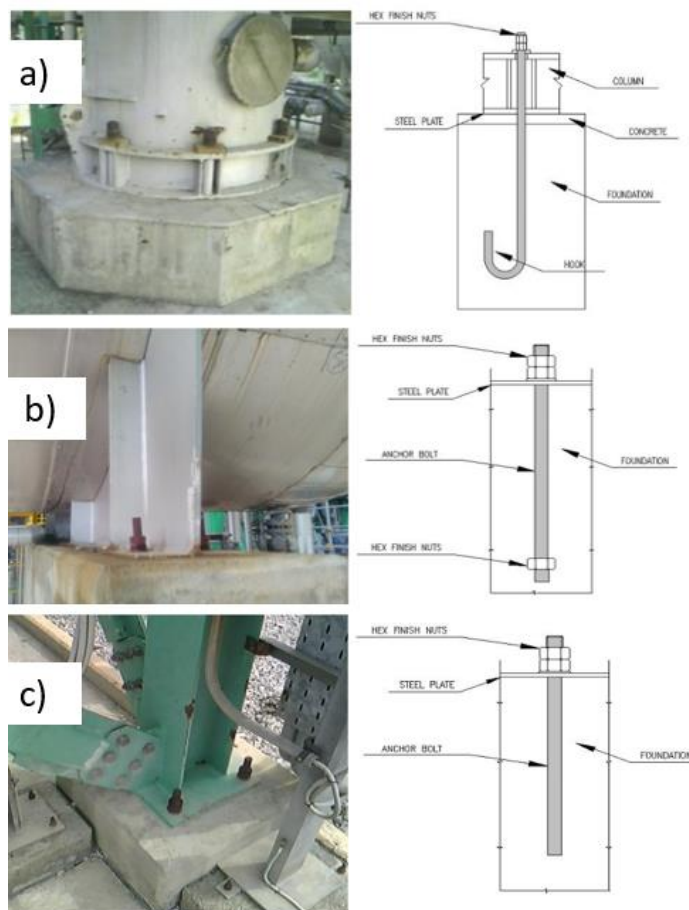 a)
HEX FINISH NUTS
COLUMN
STEEL PLATE
CONCRETE
FOUNDATION
HOOK
b)
HEX FINISH NUTS
STEEL PLATE
ANCHOR BOLT
FOUNDATION
HEX FINISH NUTS
c)
HEX FINISH NUTS
STEEL PLATE
ANCHOR BOLT
FOUNDATION